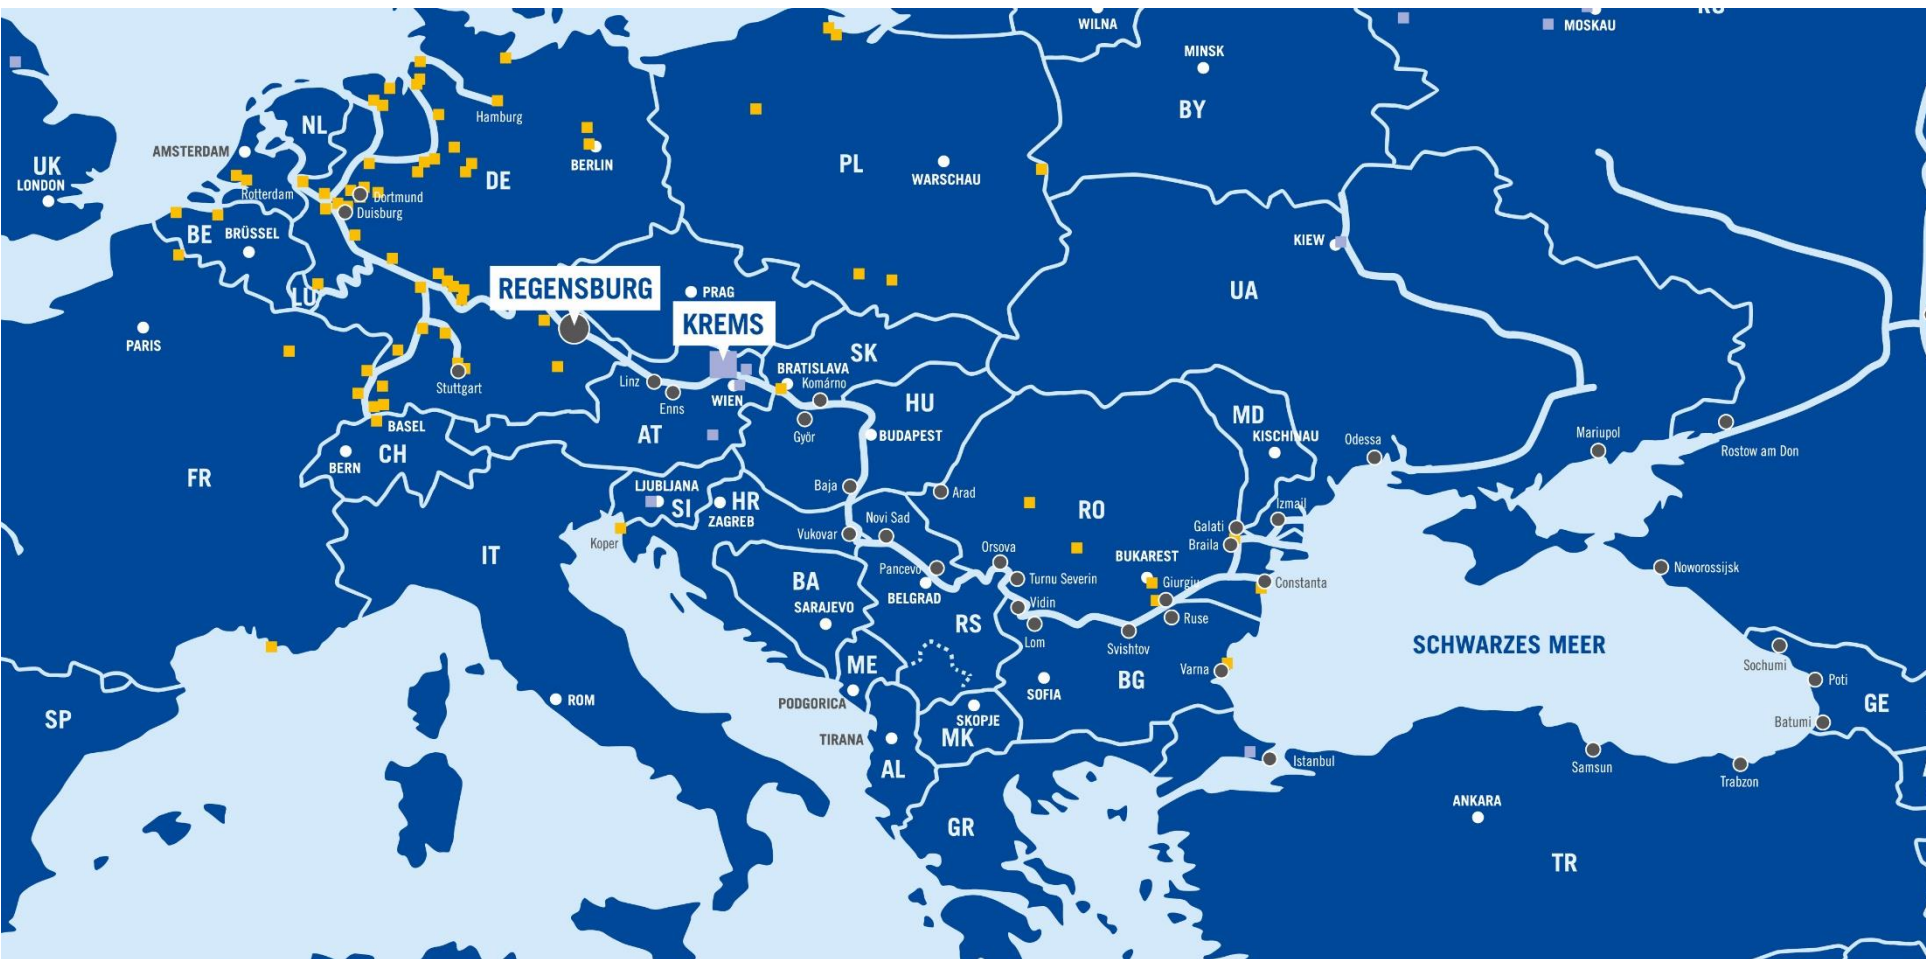 WILNA
MOSKAU
MINSK
BY
Hamburg
NL
AMSTERDAM
UK
LONDON
BERLIN
DE
PL
WARSCHAU
Rotterdam
Dortmund
Duisburg
BE
BRÜSSEL
KIEW
LU
REGENSBURG
PRAG
UA
KREMS
PARIS
SK
BRATISLAVA
Komárno
Linz
Stuttgart
Enns
WIEN
HU
MD
BASEL
AT
Györ
BUDAPEST
KISCHINAU
Odessa
Mariupol
Rostow am Don
CH
BERN
FR
LJUBLJANA
SI
HR
ZAGREB
Baja
Arad
RO
Izmail
Novi Sad
Vukovar
Galati
Braila
Koper
IT
Orsova
BUKAREST
Pancevo
Turnu Severin
Giurgiu
Constanta
Noworossijsk
BA
SARAJEVO
BELGRAD
Vidin
RS
Lom
Ruse
Svishtov
SCHWARZES MEER
ME
Varna
Sochumi
BG
SOFIA
Poti
PODGORICA
ROM
SP
SKOPJE
MK
GE
Batumi
TIRANA
AL
Istanbul
Samsun
Trabzon
ANKARA
GR
TR